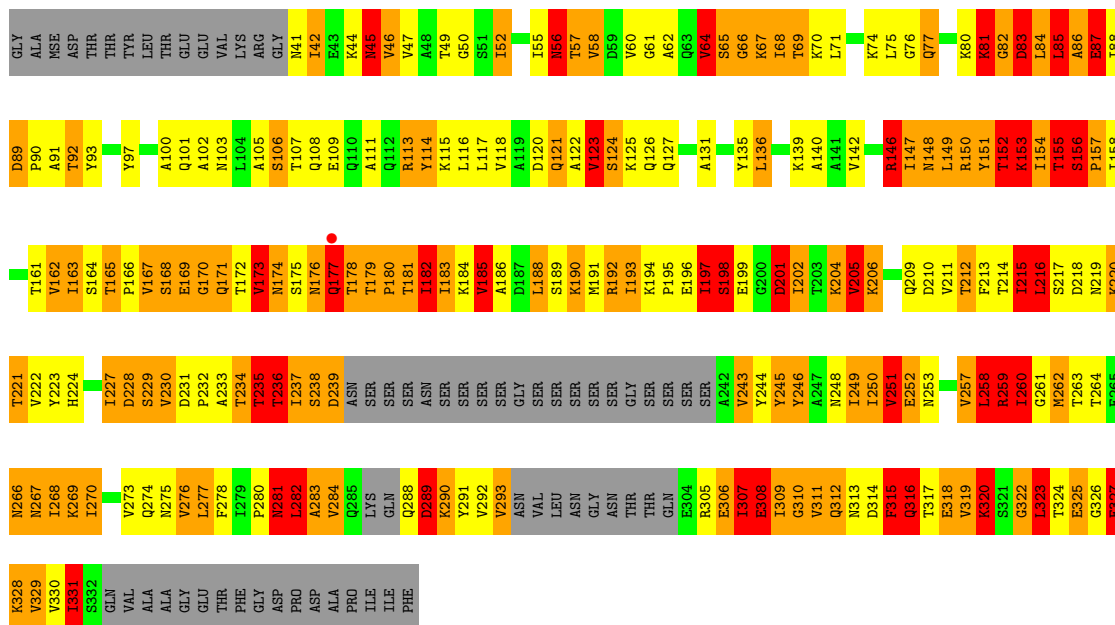 GLY ALA MSE ASP THR THR TYR LEU THR GLU GLU VAL LYS ARG GLY N41 I42 E43 K44 N45 V46 V47 A48 T49 G50 S51 I52 I55 N56 T57 V58 D59 V60 G61 A62 Q63 V64 S65 G66 K67 I68 T69 K70 L71 K74 L75 G76 Q77 K80 K81 G82 D83 L84 L85 A86 E87 I88
D89 P90 A91 T92 Y93 Y97 A100 Q101 A102 N103 L104 A105 S106 T107 Q108 E109 Q110 A111 Q112 R113 Y114 K115 L116 L117 V118 A119 D120 Q121 A122 V123 S124 K125 Q126 Q127 A131 Y135 L136 K139 A140 A141 V142 R146 I147 N148 L149 R150 Y151 T152 K153 I154 T155 S156 P157 I158
T161 V162 I163 S164 T165 P166 V167 S168 E169 G170 Q171 T172 V173 N174 S175 N176 Q177 T178 T179 P180 T181 I182 I183 K184 V185 A186 D187 L188 S189 K190 M191 R192 I193 K194 P195 E196 I197 S198 E199 G200 D201 I202 T203 K204 V205 K206 Q209 D210 V211 T212 F213 T214 I215 L216 S217 D218 N219 K220
T221 V222 Y223 H224 I227 D228 S229 V230 D231 P232 A233 T234 T235 T236 I237 S238 D239 ASN SER SER SER ASN SER SER SER GLY SER SER SER SER GLY SER SER SER SER A242 V243 Y244 Y245 Y246 A247 N248 I249 I250 V251 E252 N253 V257 L258 R259 I260 G261 M262 T263 T264 E265
N266 N267 I268 K269 I270 V273 Q274 N275 V276 L277 F278 I279 P280 N281 L282 A283 V284 Q285 LYS GLN Q288 D289 K290 Y291 V292 V293 ASN VAL LEU ASN GLY ASN THR THR GLN E304 R305 E306 I307 E308 I309 G310 V311 Q312 N313 D314 F315 Q316 T317 E318 V319 K320 S321 G322 L323 T324 E325 G326
K328 V329 V330 I331 S332 GLN VAL ALA ALA GLY GLU THR PHE GLY ASP PRO ASP ALA PRO ILE ILE PHE